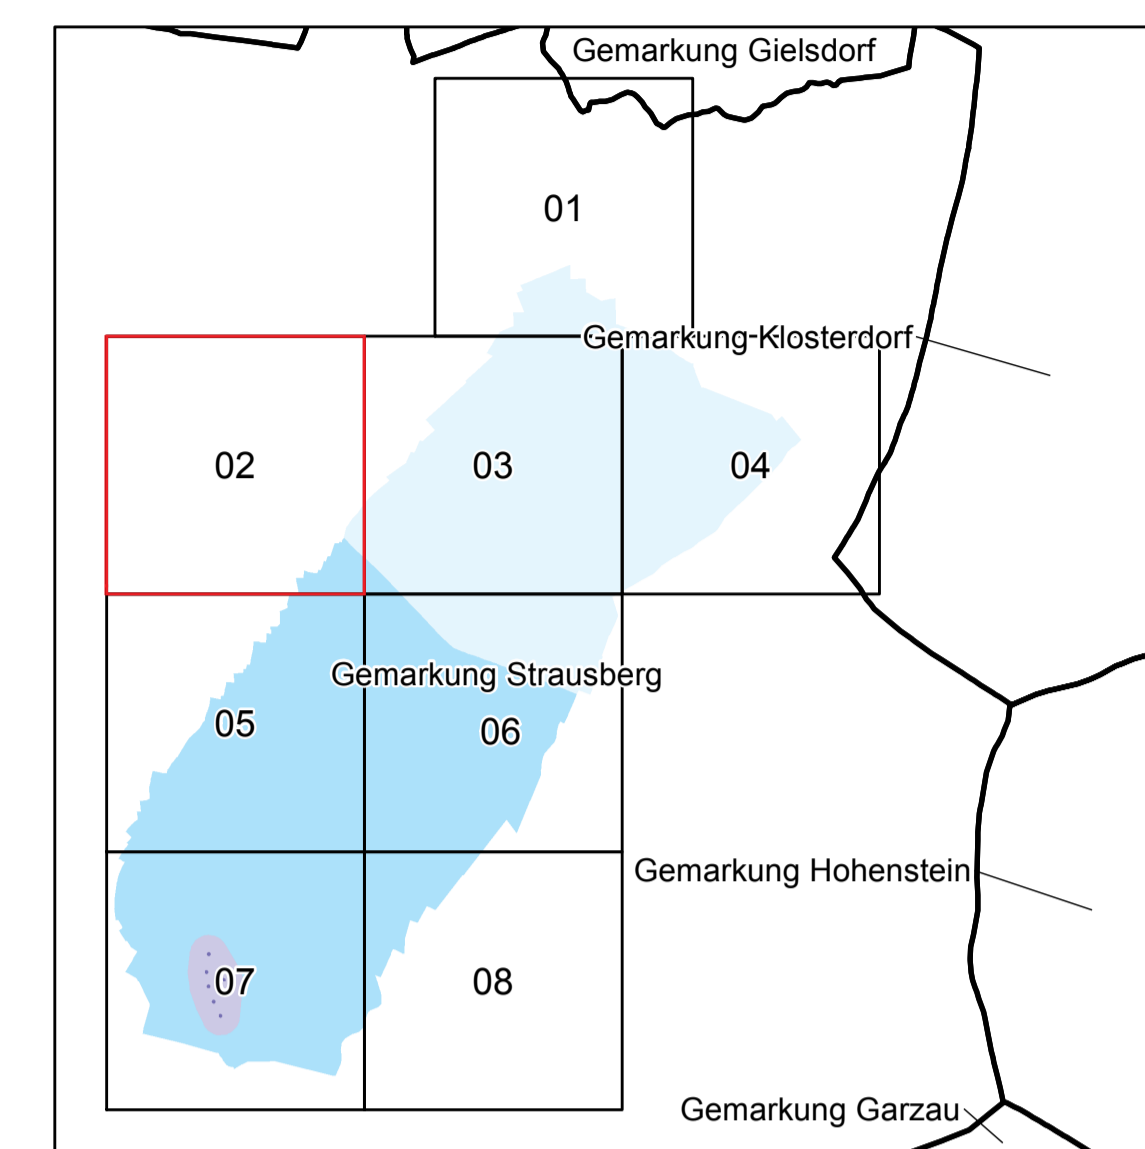 Gemarkung Gielsdorf
01
Gemarkung Klosterdorf
02
03
04
Gemarkung Strausberg
05
06
Gemarkung Hohenstein
07
08
Gemarkung Garzau